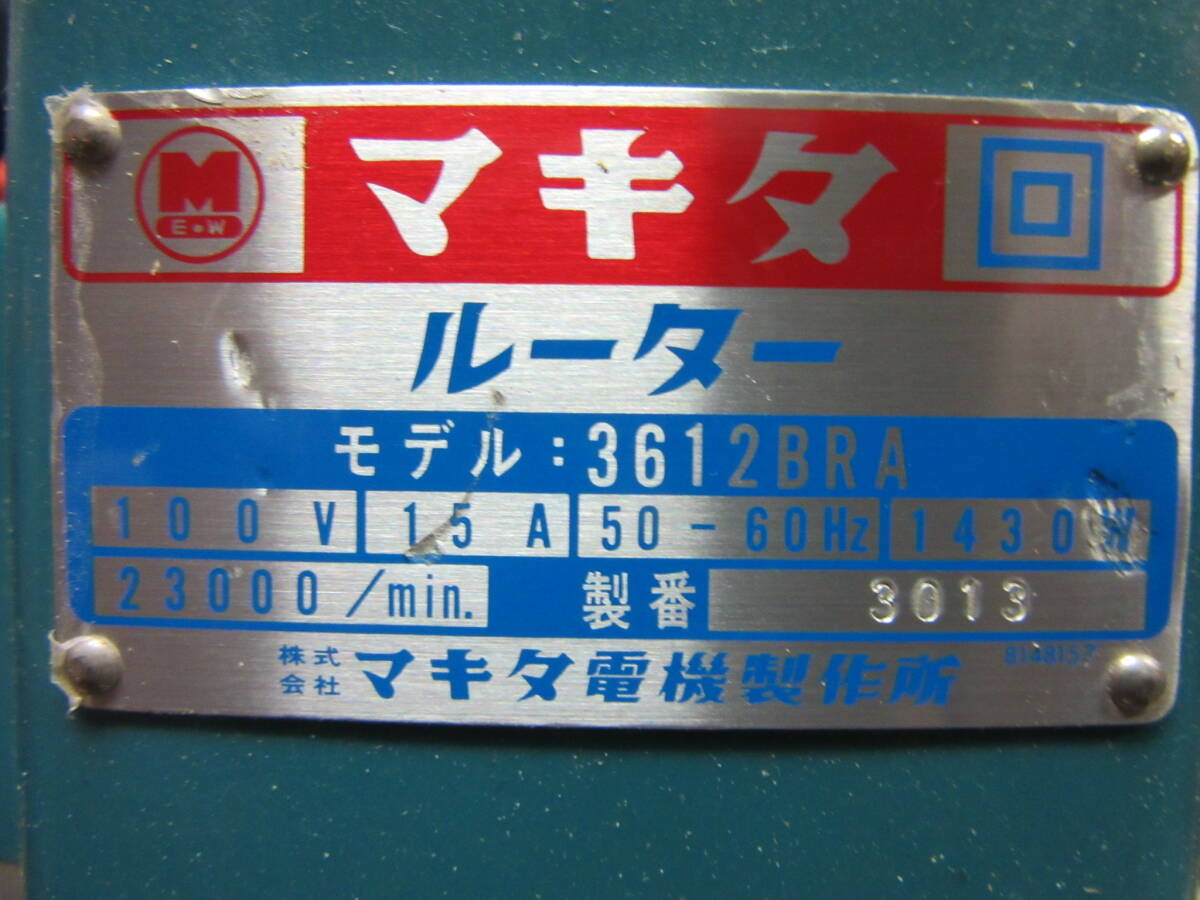 M
E・W
マキタ
ルーター
モデル:3612BRA
100V 15A 50-60Hz 1430W
23000/min. 製番 3013
株式会社 マキタ電機製作所